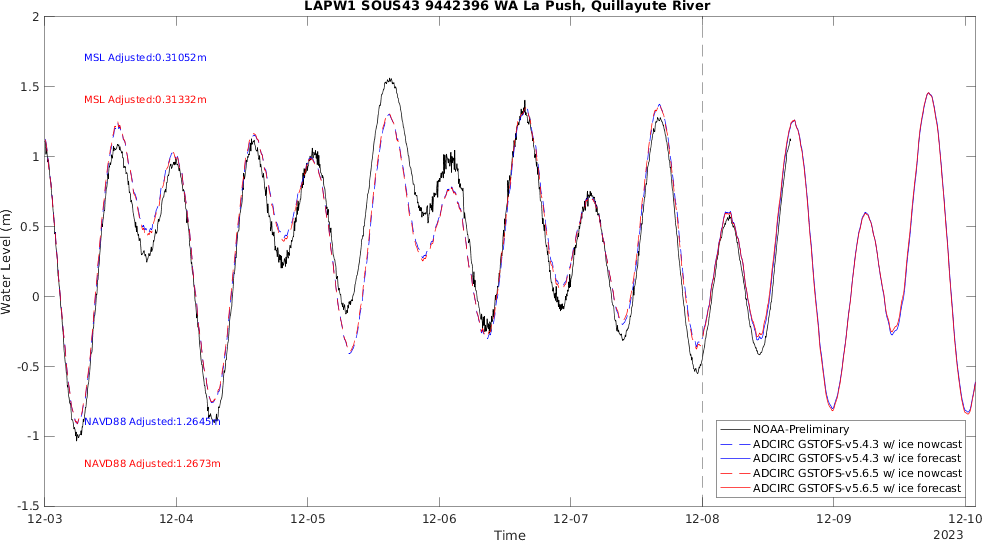 LAPW1 SOUS43 9442396 WA La Push, Quillayute River
2
1.5
1
0.5
0
-0.5
-1
-1.5
Water Level (m)
MSL Adjusted:0.31052m
MSL Adjusted:0.31332m
NAVD88 Adjusted:1.2645m
NAVD88 Adjusted:1.2673m
NOAA-Preliminary
ADCIRC GSTOFS-v5.4.3 w/ ice nowcast
ADCIRC GSTOFS-v5.4.3 w/ ice forecast
ADCIRC GSTOFS-v5.6.5 w/ ice nowcast
ADCIRC GSTOFS-v5.6.5 w/ ice forecast
12-03 12-04 12-05 12-06 12-07 12-08 12-09 12-10
Time
2023